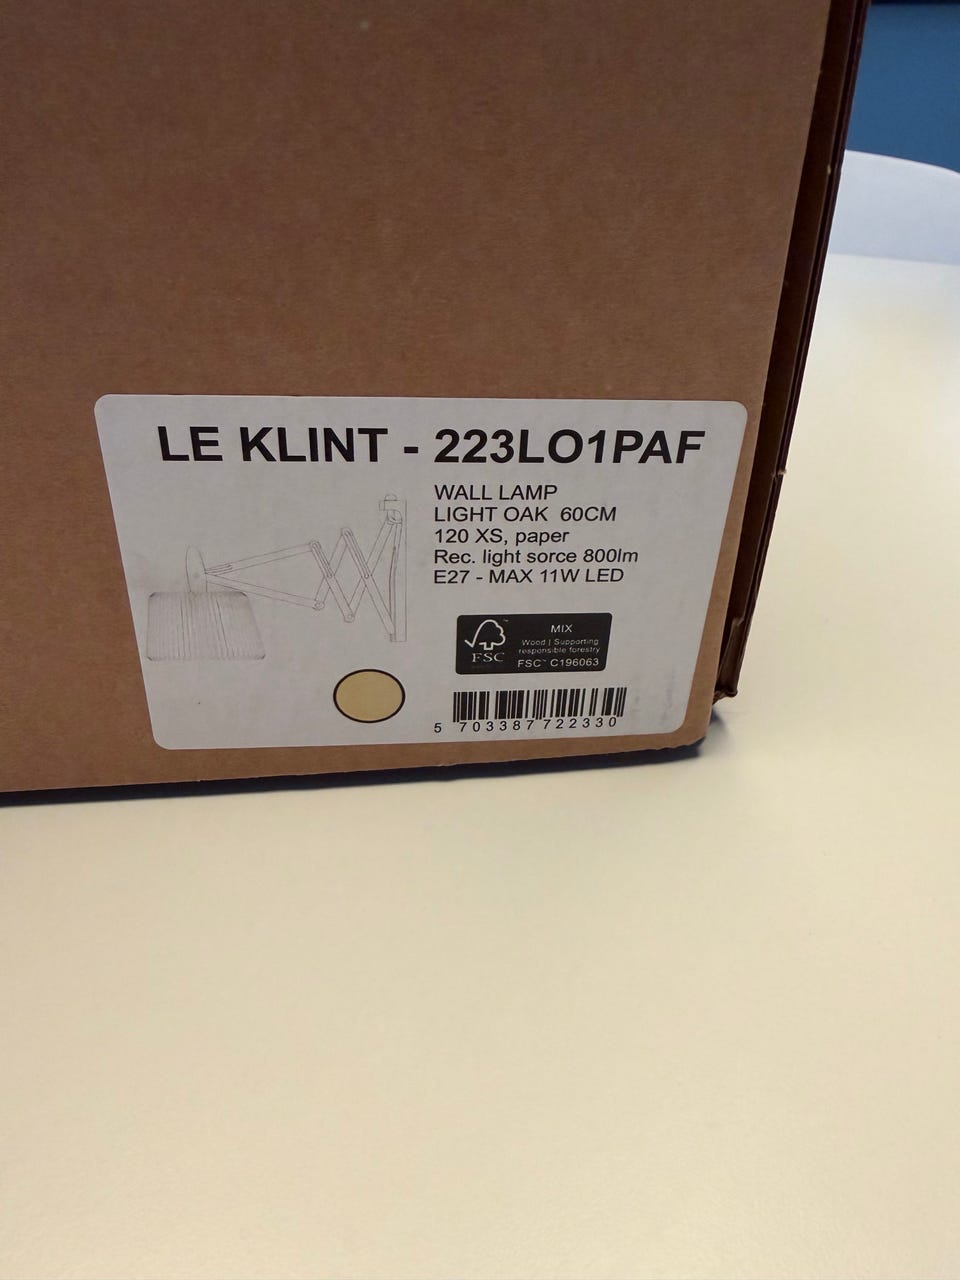 LE KLINT - 223LO1PAF
WALL LAMP
LIGHT OAK 60CM
120 XS, paper
Rec. light sorce 800lm
E27 - MAX 11W LED
FSC
MIX
Wood | Supporting
responsible forestry
FSC™ C196063
5 703387 722330